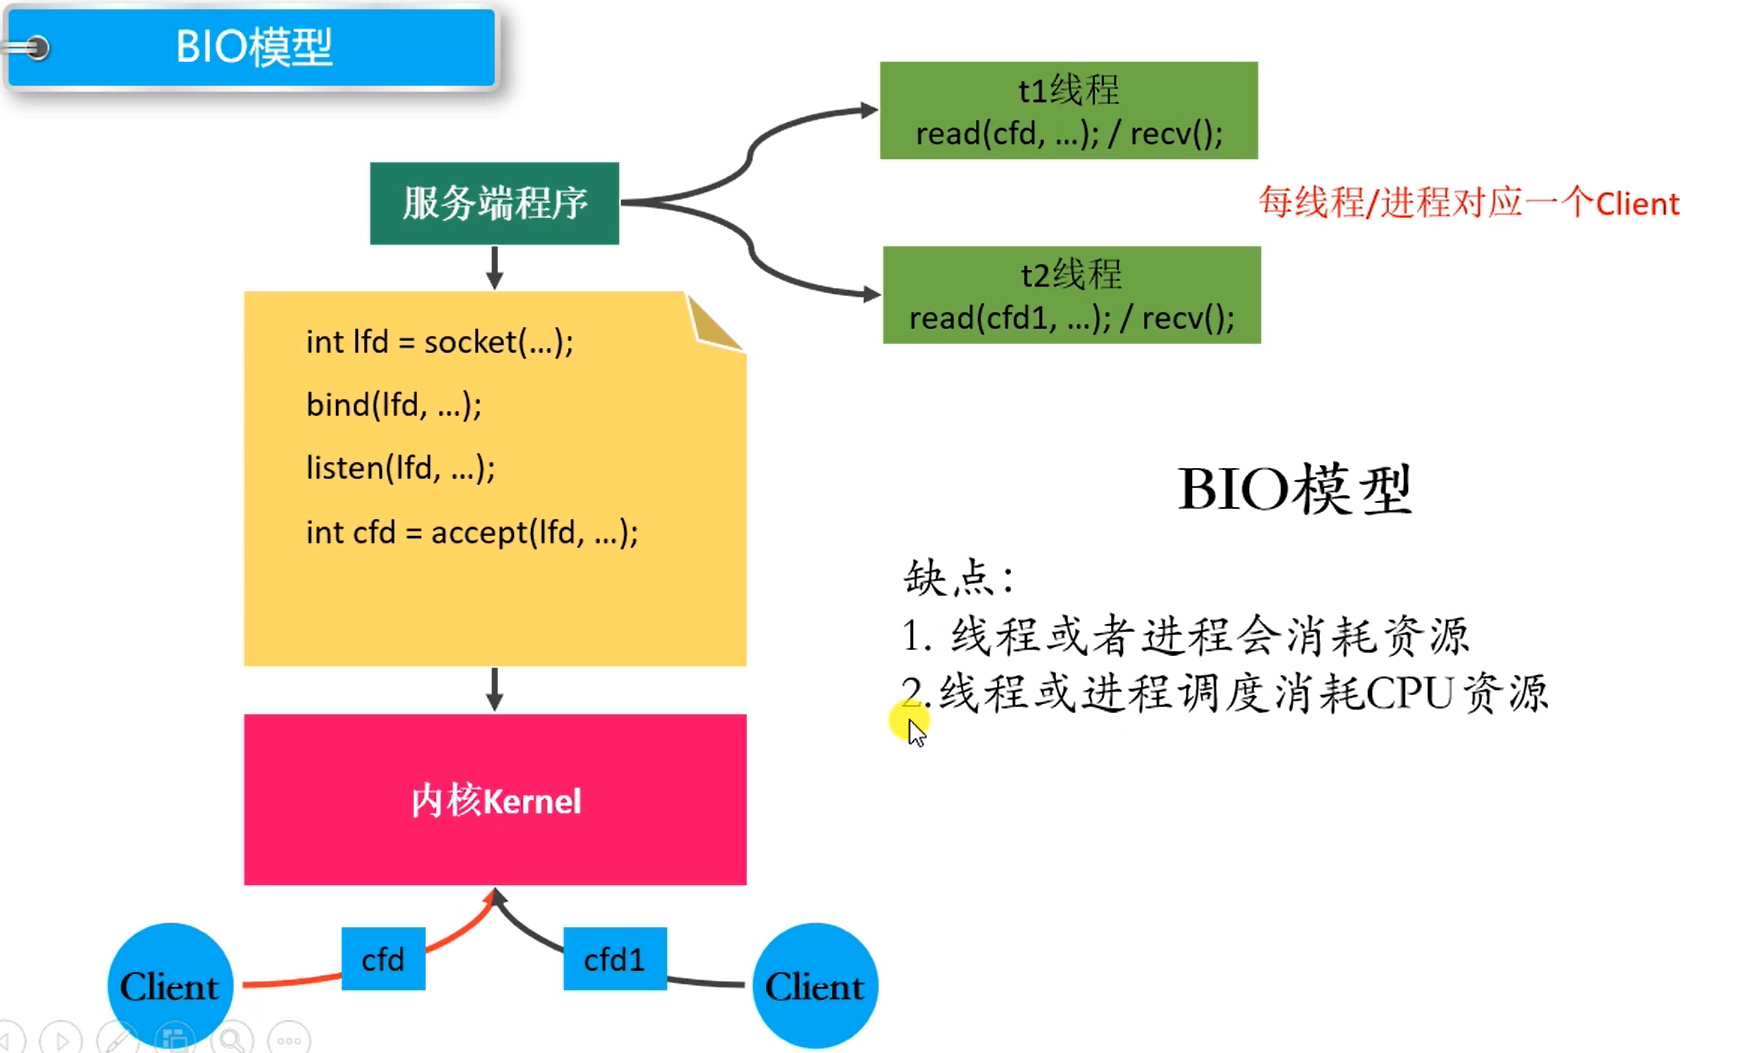 BIO模型
t1线程
read(cfd, ...); / recv();
服务端程序
每线程/进程对应一个Client
t2线程
read(cfd1, ...); / recv();
int lfd = socket(...);
bind(lfd, ...);
listen(lfd, ...);
int cfd = accept(lfd, ...);
BIO模型
缺点：
1. 线程或者进程会消耗资源
2.线程或进程调度消耗CPU资源
内核Kernel
cfd
cfd1
Client
Client